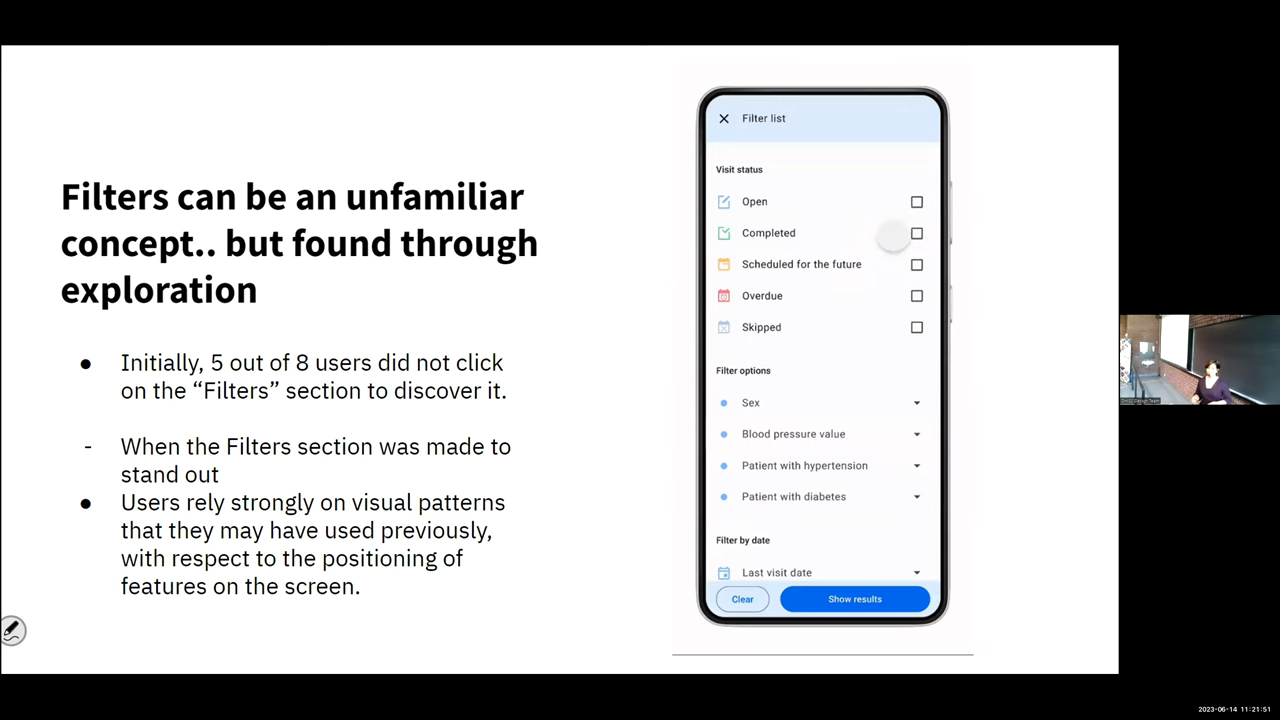 Filters can be an unfamiliar
concept.. but found through
exploration
● Initially, 5 out of 8 users did not click
on the “Filters” section to discover it.
- When the Filters section was made to
stand out
● Users rely strongly on visual patterns
that they may have used previously,
with respect to the positioning of
features on the screen.
Filter list
Visit status
Open
Completed
Scheduled for the future
Overdue
Skipped
Filter options
Sex
Blood pressure value
Patient with hypertension
Patient with diabetes
Filter by date
Last visit date
Clear
Show results
DHIS2 Design Team
2023-06-14 11:21:51